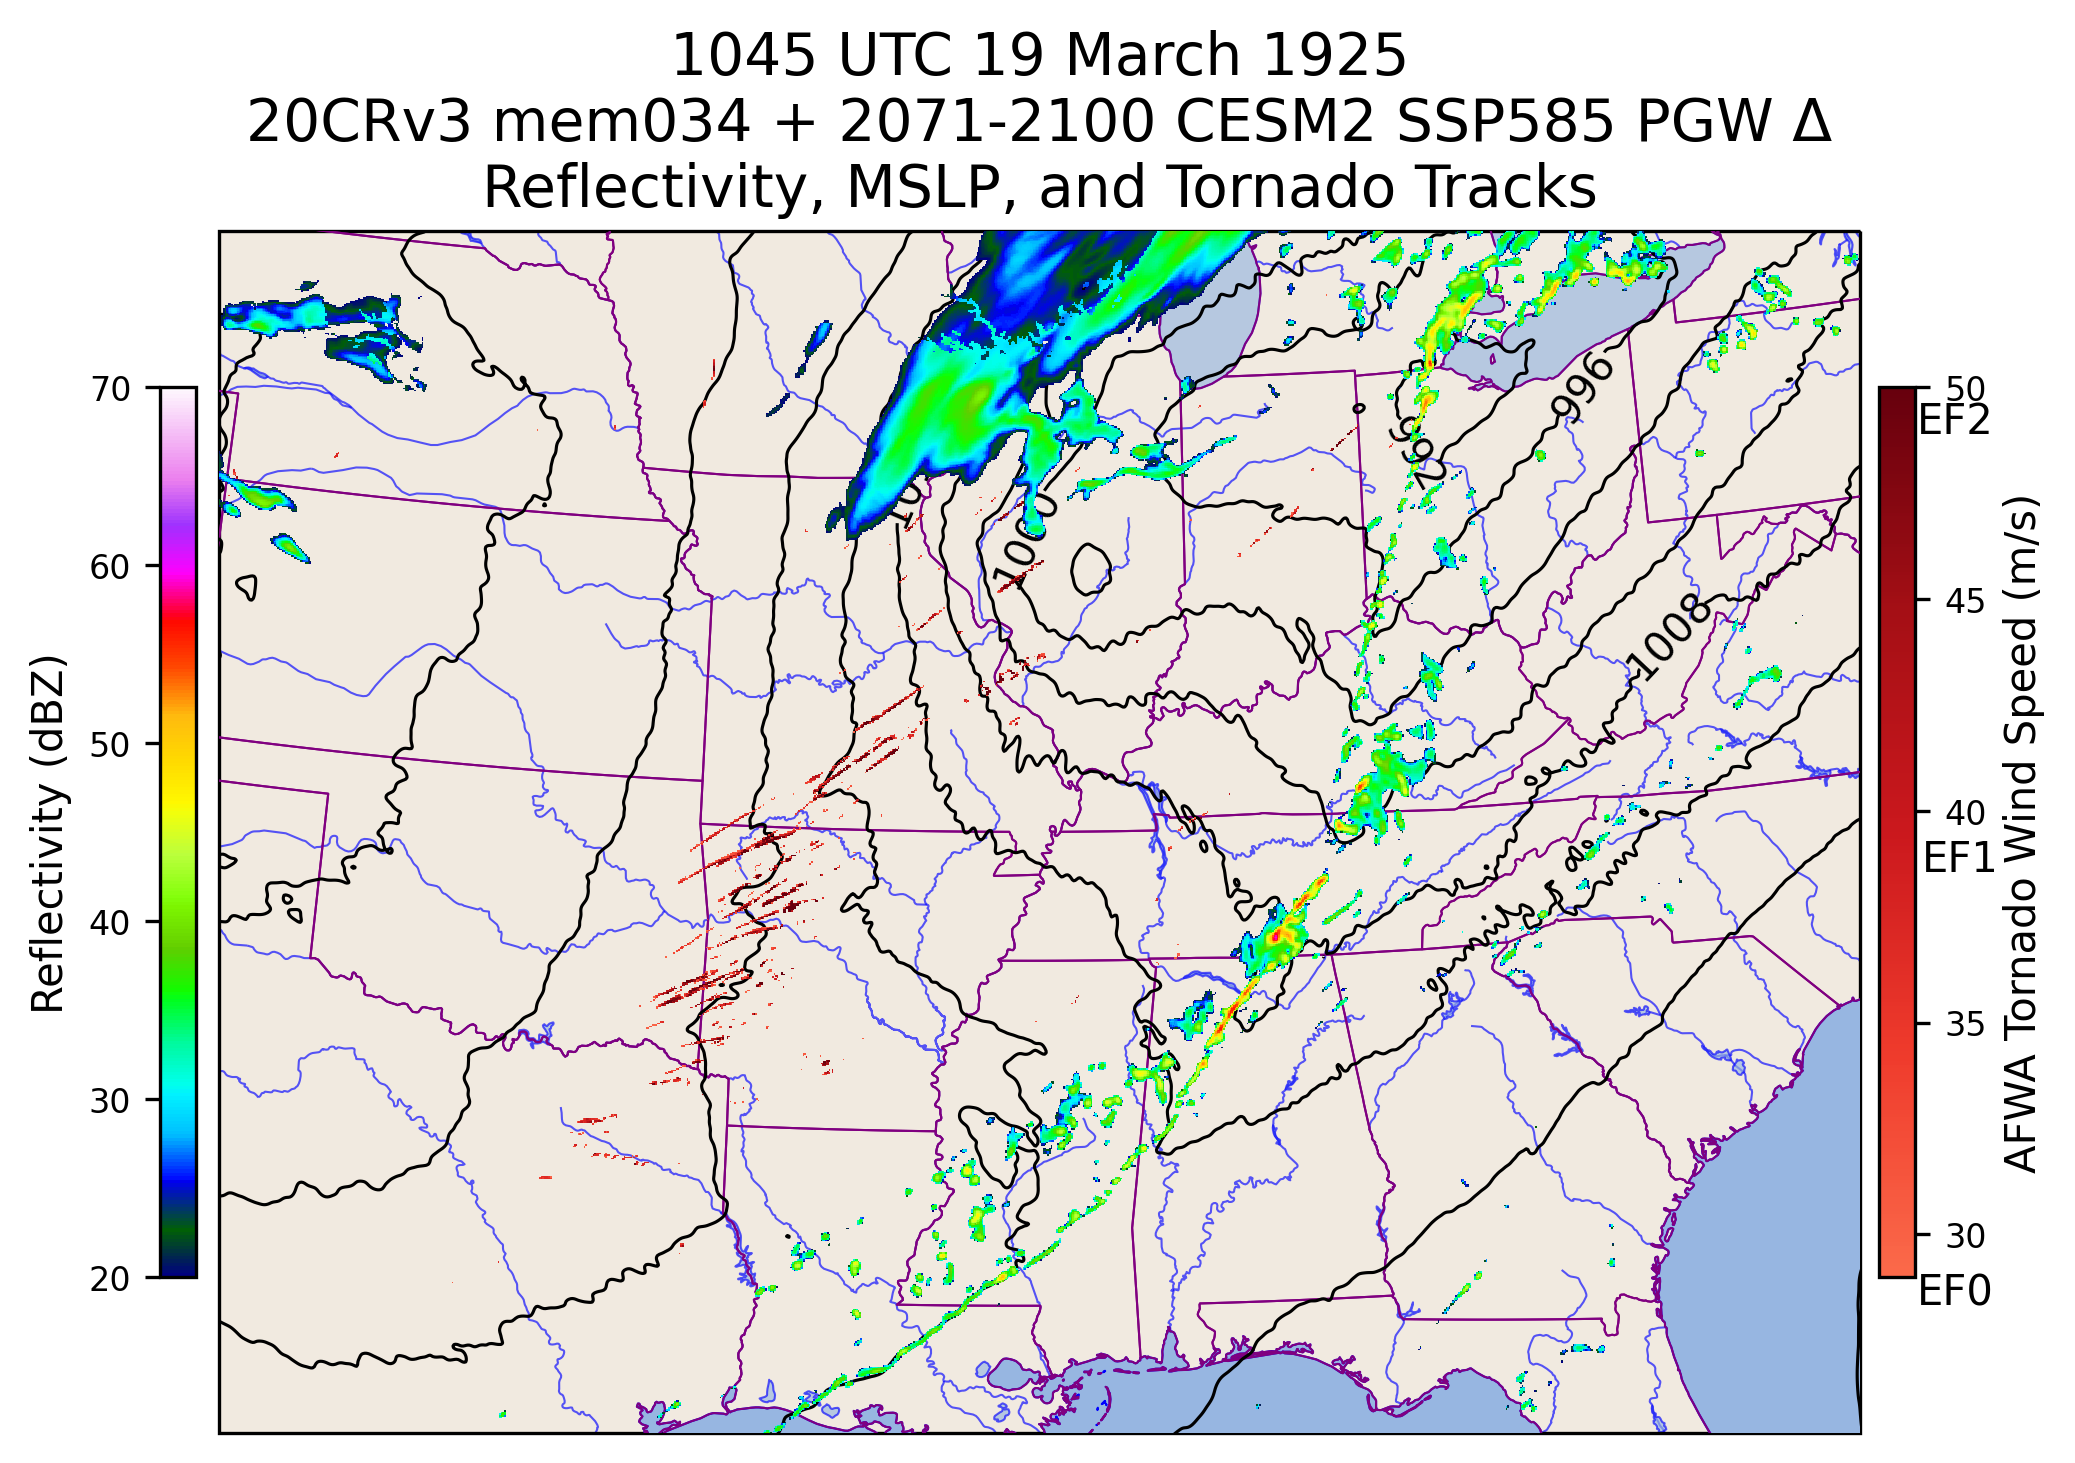 1045 UTC 19 March 1925
20CRv3 mem034 + 2071-2100 CESM2 SSP585 PGW Δ
Reflectivity, MSLP, and Tornado Tracks
Reflectivity (dBZ)
70
60
50
40
30
20
996
992
1000
1008
50
EF2
45
40
EF1
35
30
EF0
AFWA Tornado Wind Speed (m/s)